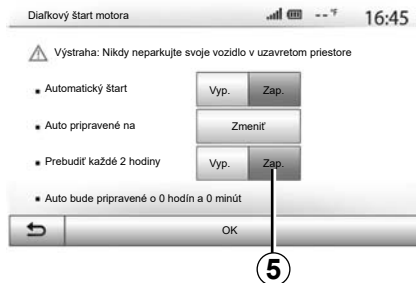 Diaľkový štart motora
--°F
16:45
Výstraha: Nikdy neparkujte svoje vozidlo v uzavretom priestore
Automatický štart
Vyp.
Zap.
Auto pripravené na
Zmeniť
Prebudiť každé 2 hodiny
Vyp.
Zap.
Auto bude pripravené o 0 hodín a 0 minút
OK
5